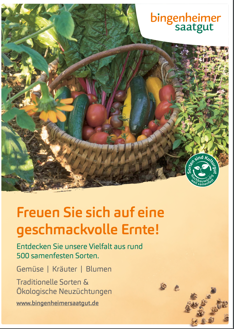 bingenheimer
saatgut
Freuen Sie sich auf eine
geschmackvolle Ernte!
Entdecken Sie unsere Vielfalt aus rund
500 samenfesten Sorten.
Gemüse | Kräuter | Blumen
Traditionelle Sorten &
Ökologische Neuzüchtungen
www.bingenheimersaatgut.de